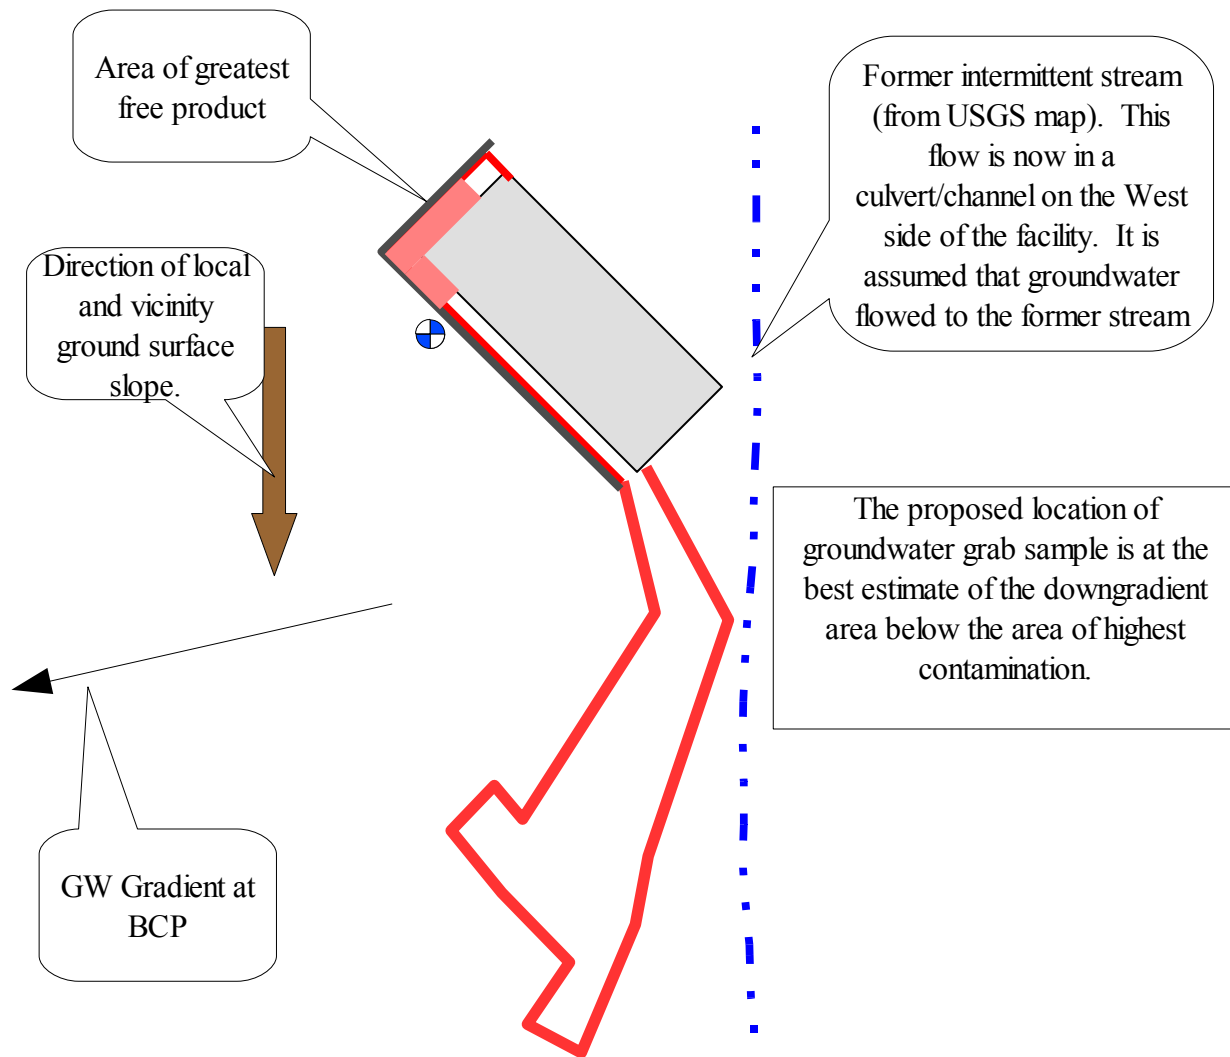 Area of greatest
free product
Former intermittent stream
(from USGS map).  This
flow is now in a
culvert/channel on the West
side of the facility.  It is
assumed that groundwater
flowed to the former stream
Direction of local
and vicinity
ground surface
slope.
The proposed location of
groundwater grab sample is at the
best estimate of the downgradient
area below the area of highest
contamination.
GW Gradient at
BCP